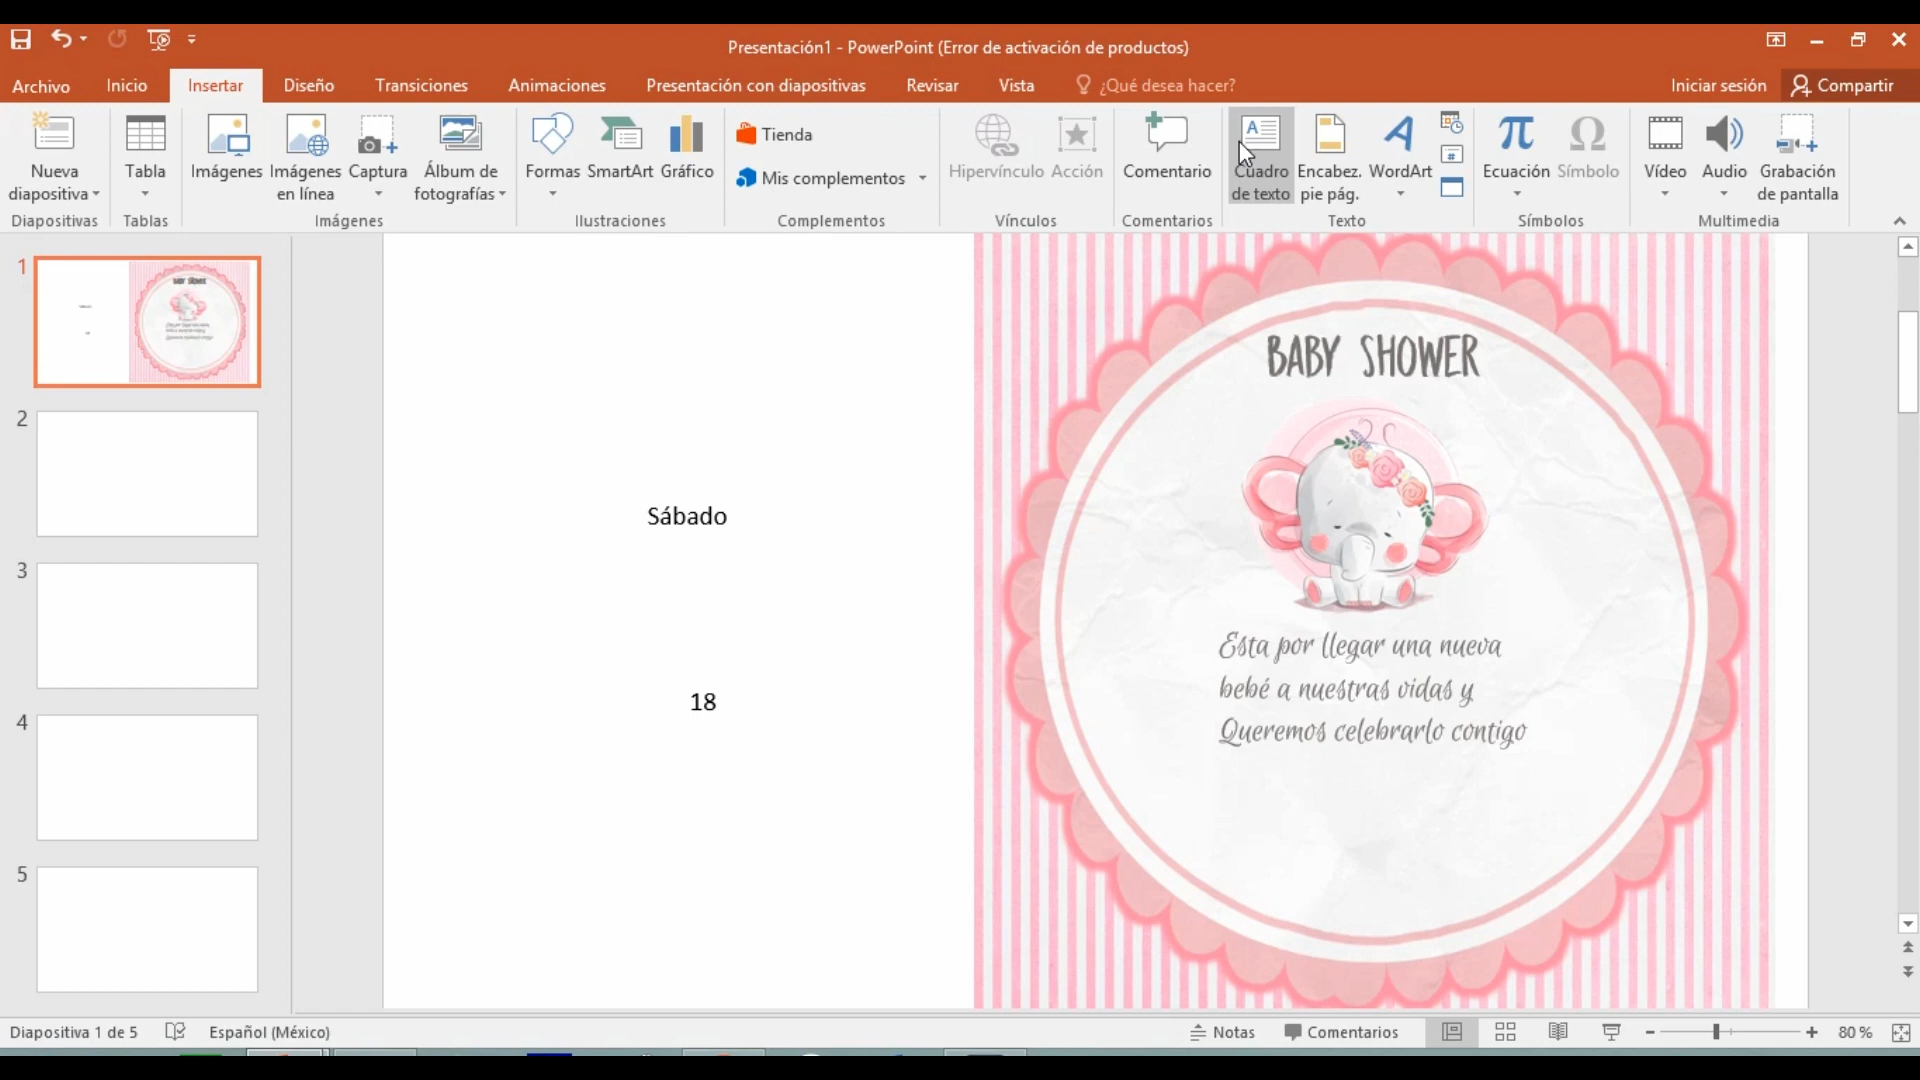 Presentación1 - PowerPoint (Error de activación de productos)
Archivo Inicio Insertar Diseño Transiciones Animaciones Presentación con diapositivas Revisar Vista ¿Qué desea hacer? Iniciar sesión Compartir
Nueva diapositiva
Tabla
Imágenes
Imágenes en línea
Captura
Álbum de fotografías
Formas
SmartArt
Gráfico
Tienda
Mis complementos
Hipervínculo
Acción
Comentario
Cuadro de texto
Encabez. pie pág.
WordArt
Ecuación
Símbolo
Vídeo
Audio
Grabación de pantalla
Diapositivas Tablas Imágenes Ilustraciones Complementos Vínculos Comentarios Texto Símbolos Multimedia
1
2
3
4
5
Sábado
18
BABY SHOWER
Esta por llegar una nueva
bebé a nuestras vidas y
Queremos celebrarlo contigo
Diapositiva 1 de 5 Español (México) Notas Comentarios 80 %